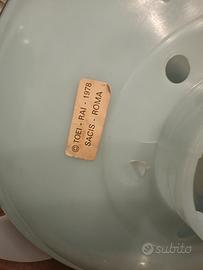 © TOEI - RAI - 1978
SACIS - ROMA
subito